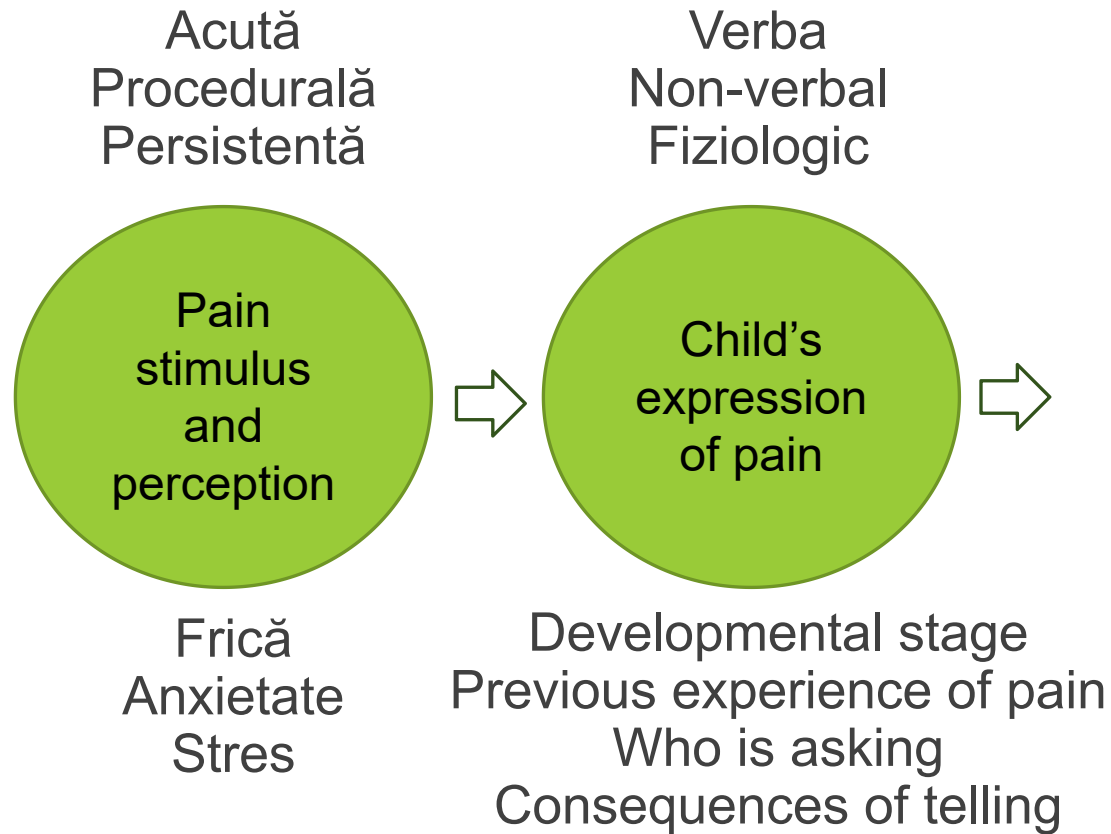 Acută
Procedurală
Persistentă
Pain
stimulus
and
perception
Frică
Anxietate
Stres
Verba
Non-verbal
Fiziologic
Child's
expression
of pain
Developmental stage
Previous experience of pain
Who is asking
Consequences of telling